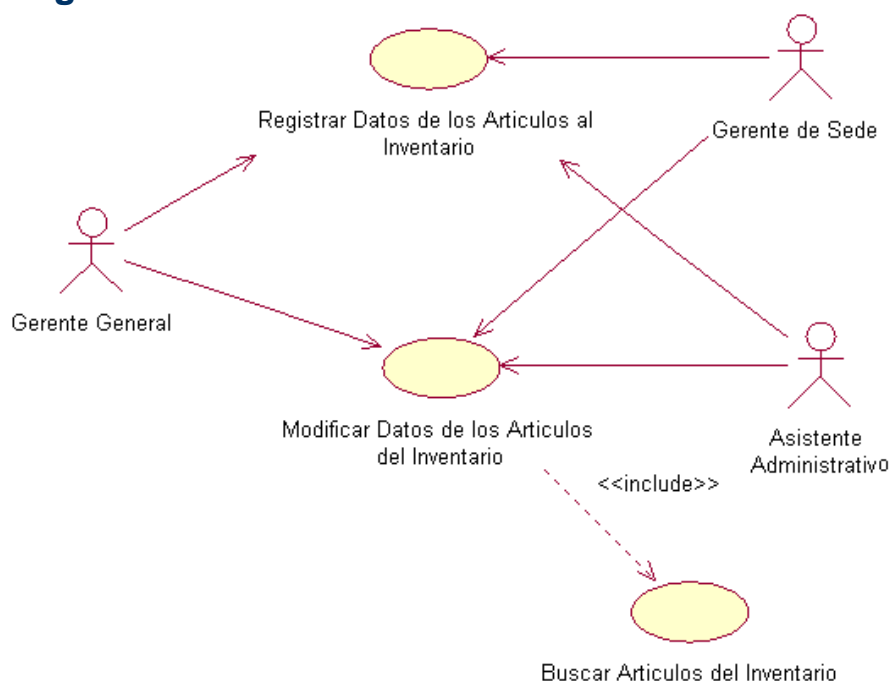 Registrar Datos de los Articulos al
Inventario
Gerente de Sede
Gerente General
Modificar Datos de los Articulos
del Inventario
Asistente
Administrativo
<<include>>
Buscar Articulos del Inventario